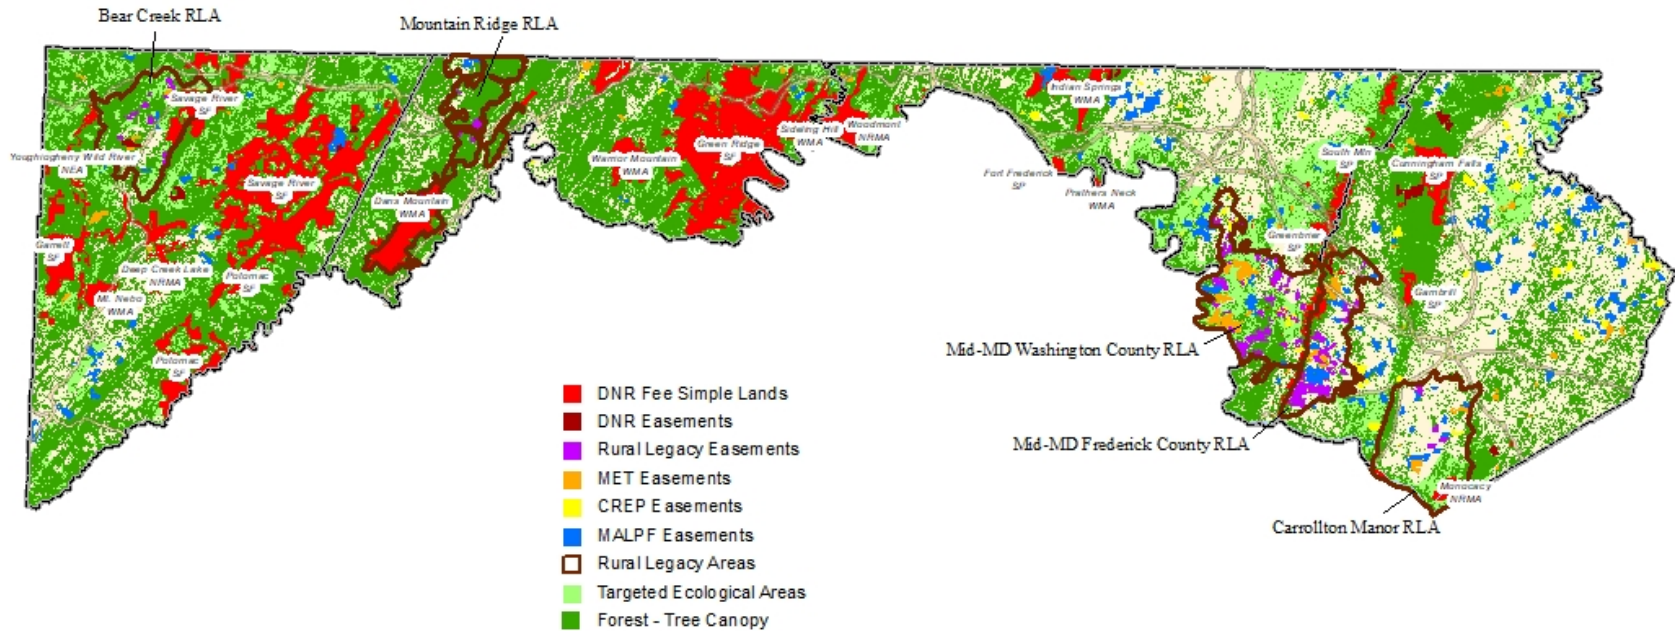 Bear Creek RLA
Mountain Ridge RLA
Savage River
SF
Youghiogheny Wild River
NEA
Savage River
SF
Garrett
SF
Deep Creek Lake
NRMA
Mt. Nebo
WMA
Potomac
SF
Potomac
SF
Dans Mountain
WMA
Warrior Mountain
WMA
Green Ridge
SF
Sideling Hill
WMA
Woodmont
NRMA
Indian Springs
WMA
Fort Frederick
SP
Prathers Neck
WMA
South Mtn
SP
Cunningham Falls
SP
Greenbrier
SP
Gambrill
SP
Mid-MD Washington County RLA
Mid-MD Frederick County RLA
Monocacy
NRMA
Carrollton Manor RLA
DNR Fee Simple Lands
DNR Easements
Rural Legacy Easements
MET Easements
CREP Easements
MALPF Easements
Rural Legacy Areas
Targeted Ecological Areas
Forest - Tree Canopy